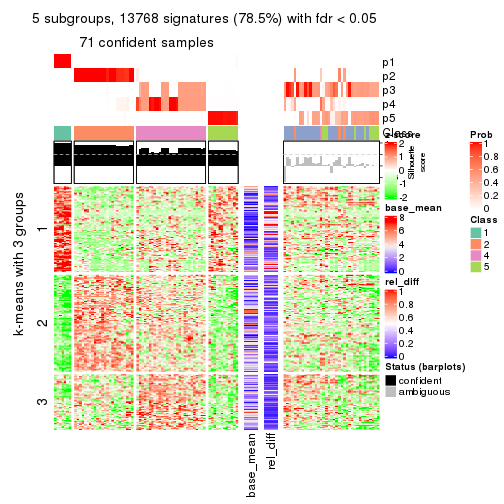 5 subgroups, 13768 signatures (78.5%) with fdr < 0.05
71 confident samples
p1
p2
p3
p4
p5
Class
z-score
2
1
0
-1
-2
Silhouette
score
Prob
1
0.8
0.6
0.4
0.2
0
base_mean
8
6
4
2
0
Class
1
2
4
5
rel_diff
1
0.8
0.6
0.4
0.2
0
Status (barplots)
confident
ambiguous
k-means with 3 groups
1
2
3
base_mean
rel_diff